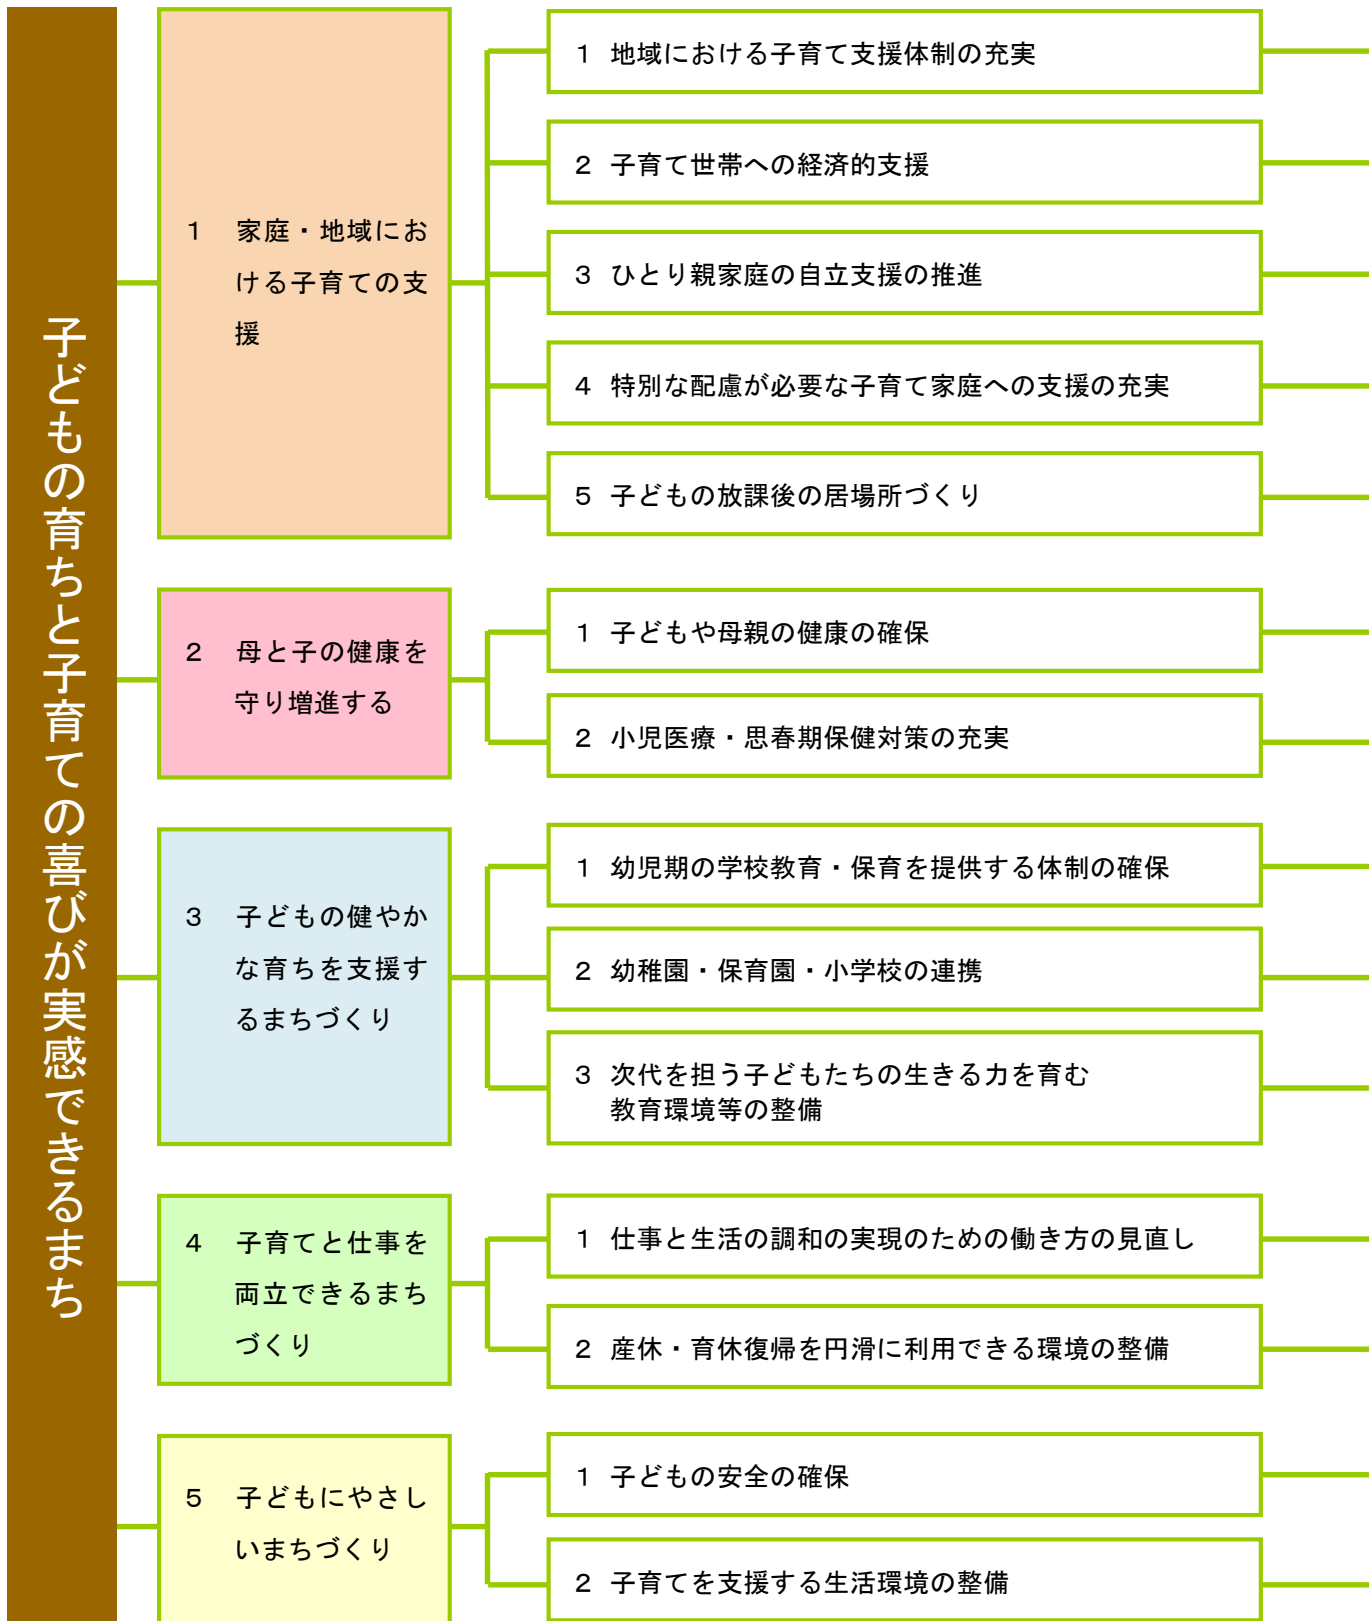 子どもの育ちと子育ての喜びが実感できるまち
1 家庭・地域にお
ける子育ての支
援
1 地域における子育て支援体制の充実
2 子育て世帯への経済的支援
3 ひとり親家庭の自立支援の推進
4 特別な配慮が必要な子育て家庭への支援の充実
5 子どもの放課後の居場所づくり
2 母と子の健康を
守り増進する
1 子どもや母親の健康の確保
2 小児医療・思春期保健対策の充実
3 子どもの健やか
な育ちを支援す
るまちづくり
1 幼児期の学校教育・保育を提供する体制の確保
2 幼稚園・保育園・小学校の連携
3 次代を担う子どもたちの生きる力を育む
教育環境等の整備
4 子育てと仕事を
両立できるまち
づくり
1 仕事と生活の調和の実現のための働き方の見直し
2 産休・育休復帰を円滑に利用できる環境の整備
5 子どもにやさし
いまちづくり
1 子どもの安全の確保
2 子育てを支援する生活環境の整備